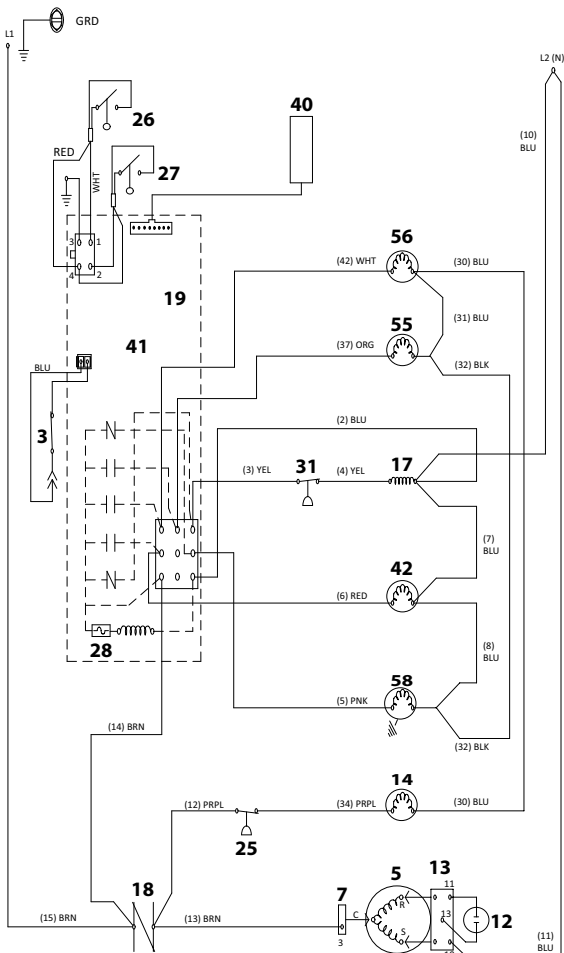 GRD
L1
L2 (N)
26
40
(10)
BLU
RED
WHT
27
3 1
4 2
56
(42) WHT
(30) BLU
19
(31) BLU
55
41
(37) ORG
BLU
(32) BLK
3
(2) BLU
(3) YEL
31
(4) YEL
17
(7)
BLU
42
(6) RED
28
(8)
BLU
58
(5) PNK
(14) BRN
(32) BLK
14
(12) PRPL
(34) PRPL
(30) BLU
25
18
7
5
13
11
(15) BRN
(13) BRN
C
R
13
12
S
3
(11)
BLU